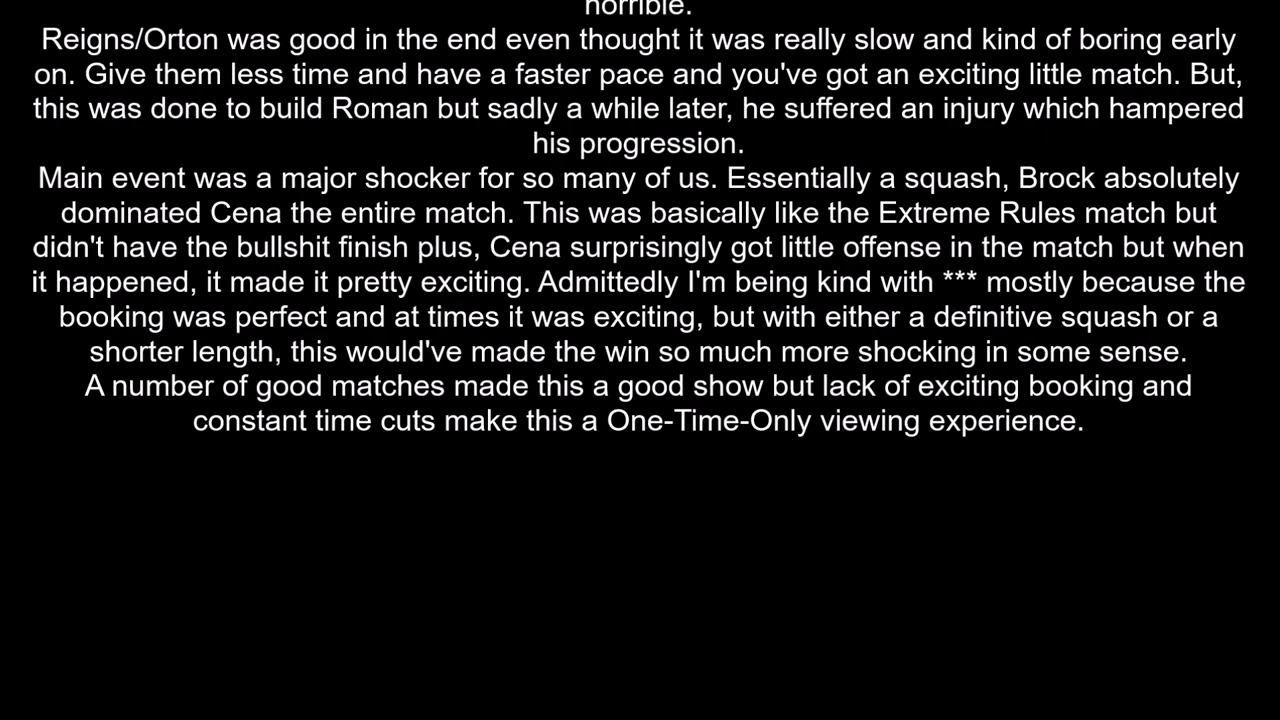 horrible.
Reigns/Orton was good in the end even thought it was really slow and kind of boring early
on. Give them less time and have a faster pace and you've got an exciting little match. But,
this was done to build Roman but sadly a while later, he suffered an injury which hampered
his progression.
Main event was a major shocker for so many of us. Essentially a squash, Brock absolutely
dominated Cena the entire match. This was basically like the Extreme Rules match but
didn't have the bullshit finish plus, Cena surprisingly got little offense in the match but when
it happened, it made it pretty exciting. Admittedly I'm being kind with *** mostly because the
booking was perfect and at times it was exciting, but with either a definitive squash or a
shorter length, this would've made the win so much more shocking in some sense.
A number of good matches made this a good show but lack of exciting booking and
constant time cuts make this a One-Time-Only viewing experience.